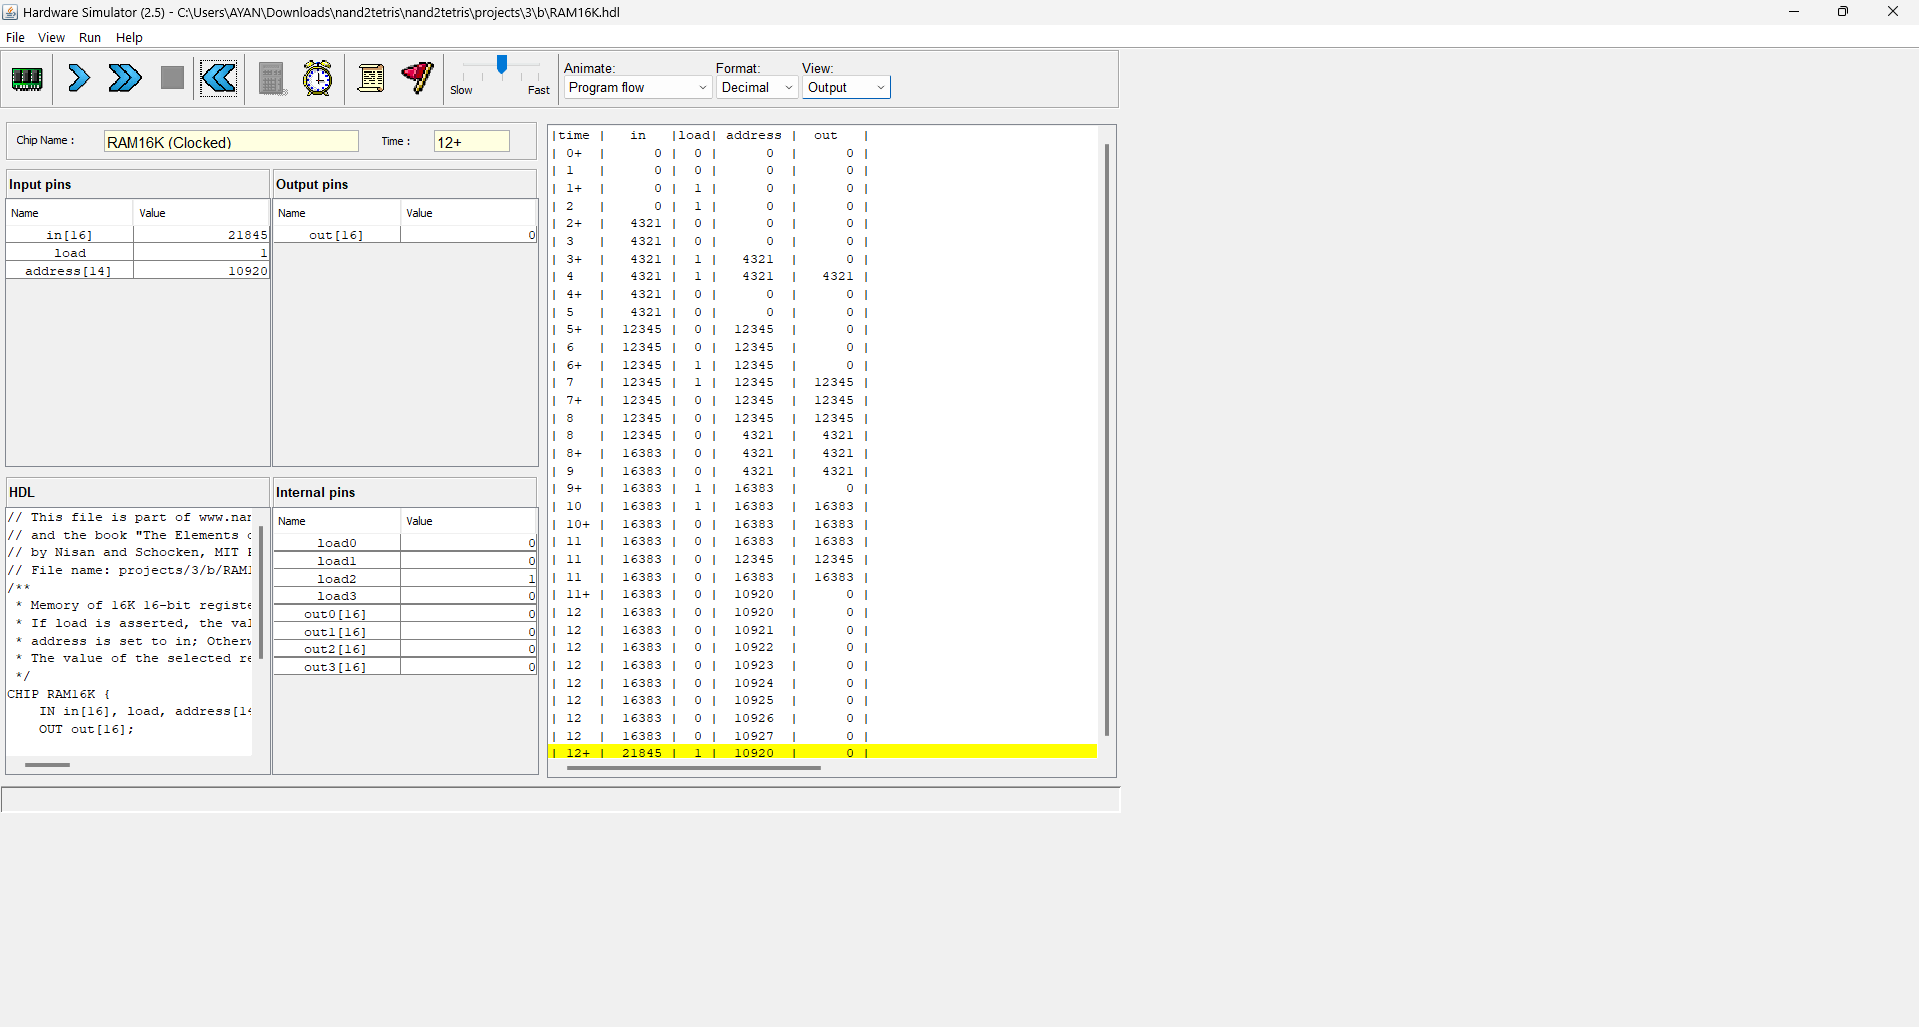 Hardware Simulator (2.5) - C:\Users\AYAN\Downloads\nand2tetris\nand2tetris\projects\3\b\RAM16K.hdl
File View Run Help
Slow Fast
Animate: Format: View:
Program flow Decimal Output
Chip Name : RAM16K (Clocked) Time : 12+
Input pins
Name Value
in[16] 21845
load 1
address[14] 10920
Output pins
Name Value
out[16] 0
HDL
// This file is part of www.nan
// and the book "The Elements
// by Nisan and Schocken, MIT
// File name: projects/3/b/RAM1
/**
* Memory of 16K 16-bit registe
* If load is asserted, the val
* address is set to in; Otherw
* The value of the selected re
*/
CHIP RAM16K {
IN in[16], load, address[14
OUT out[16];
Internal pins
Name Value
load0 0
load1 0
load2 1
load3 0
out0[16] 0
out1[16] 0
out2[16] 0
out3[16] 0
|time | in |load| address | out |
| 0+ | 0 | 0 | 0 | 0 |
| 1 | 0 | 0 | 0 | 0 |
| 1+ | 0 | 1 | 0 | 0 |
| 2 | 0 | 1 | 0 | 0 |
| 2+ | 4321 | 0 | 0 | 0 |
| 3 | 4321 | 0 | 0 | 0 |
| 3+ | 4321 | 1 | 4321 | 0 |
| 4 | 4321 | 1 | 4321 | 4321 |
| 4+ | 4321 | 0 | 0 | 0 |
| 5 | 4321 | 0 | 0 | 0 |
| 5+ | 12345 | 0 | 12345 | 0 |
| 6 | 12345 | 0 | 12345 | 0 |
| 6+ | 12345 | 1 | 12345 | 0 |
| 7 | 12345 | 1 | 12345 | 12345 |
| 7+ | 12345 | 0 | 12345 | 12345 |
| 8 | 12345 | 0 | 12345 | 12345 |
| 8 | 12345 | 0 | 4321 | 4321 |
| 8+ | 16383 | 0 | 4321 | 4321 |
| 9 | 16383 | 0 | 4321 | 4321 |
| 9+ | 16383 | 1 | 16383 | 0 |
| 10 | 16383 | 1 | 16383 | 16383 |
| 10+ | 16383 | 0 | 16383 | 16383 |
| 11 | 16383 | 0 | 16383 | 16383 |
| 11 | 16383 | 0 | 12345 | 12345 |
| 11 | 16383 | 0 | 16383 | 16383 |
| 11+ | 16383 | 0 | 10920 | 0 |
| 12 | 16383 | 0 | 10920 | 0 |
| 12 | 16383 | 0 | 10921 | 0 |
| 12 | 16383 | 0 | 10922 | 0 |
| 12 | 16383 | 0 | 10923 | 0 |
| 12 | 16383 | 0 | 10924 | 0 |
| 12 | 16383 | 0 | 10925 | 0 |
| 12 | 16383 | 0 | 10926 | 0 |
| 12 | 16383 | 0 | 10927 | 0 |
| 12+ | 21845 | 1 | 10920 | 0 |